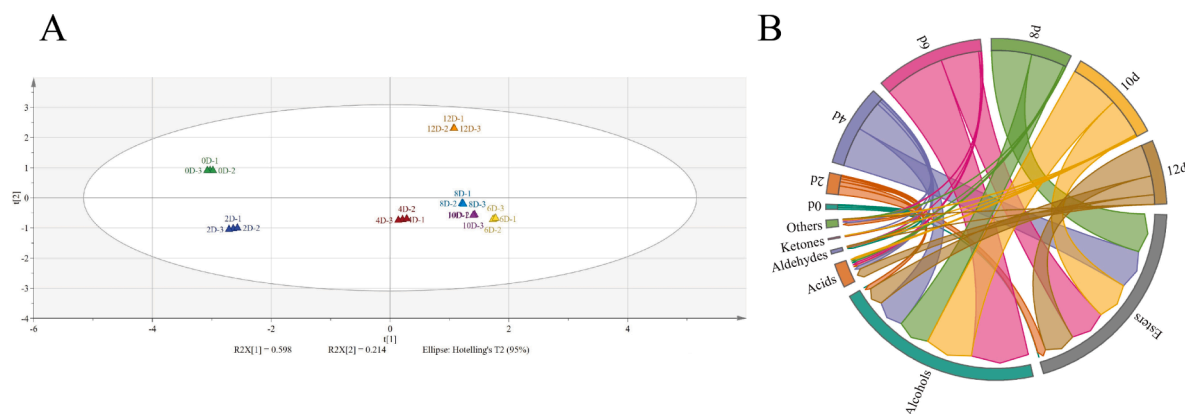 A
B
4
3
2
1
0
-1
-2
-3
-4
t[2]
-6
-4
-2
0
2
4
6
t[1]
12D-1
12D-2 12D-3
0D-1
0D-3 0D-2
2D-1
2D-3 2D-2
4D-2
4D-3 4D-1
8D-1
8D-2 8D-3
10D-3
6D-3
6D-1
6D-2
R2X[1] = 0.598 R2X[2] = 0.214 Ellipse: Hotelling's T2 (95%)
0d
2d
4d
6d
8d
10d
12d
Esters
Alcohols
Acids
Aldehydes
Ketones
Others